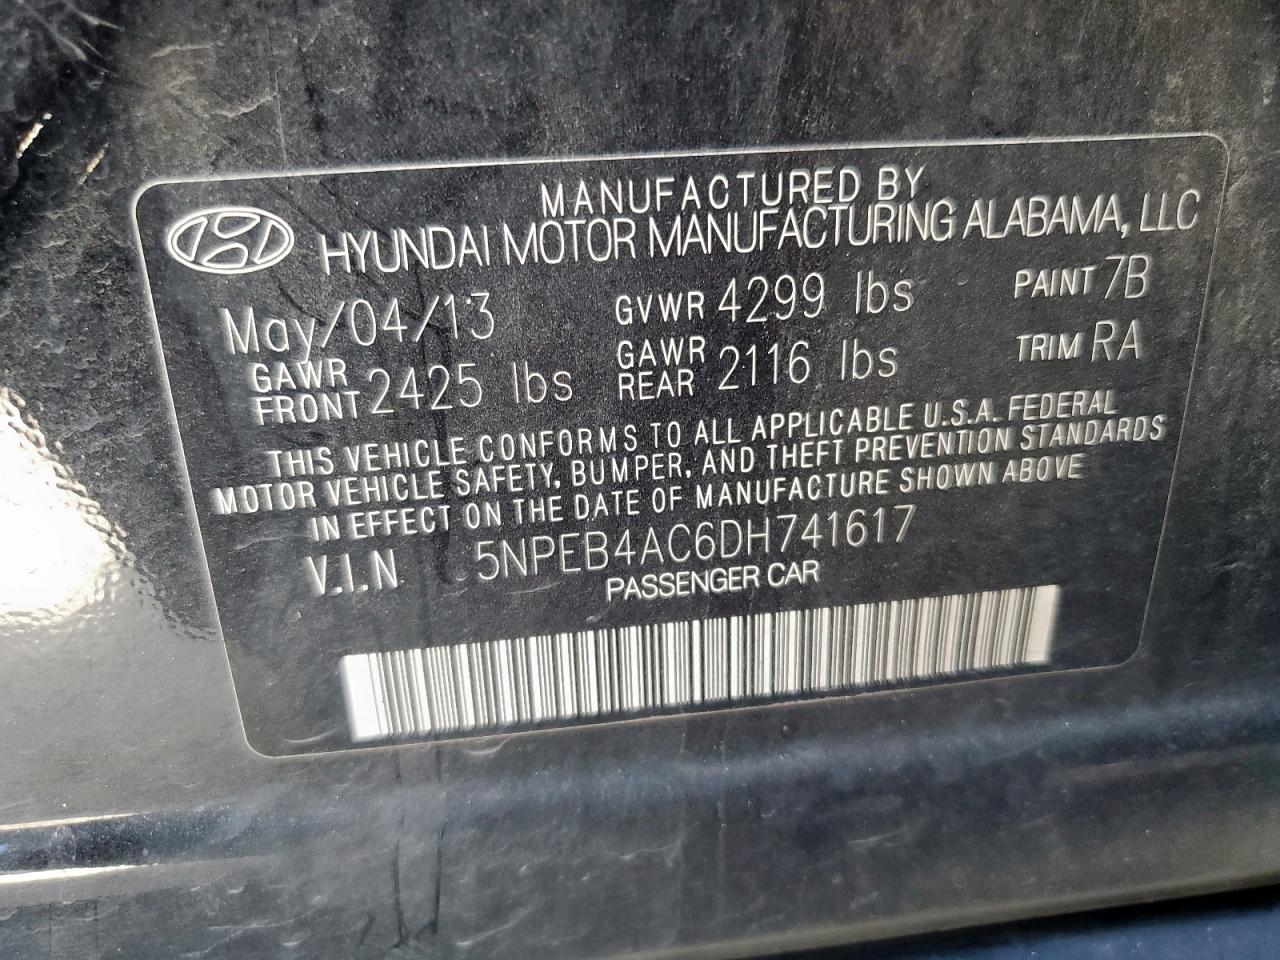 MANUFACTURED BY
HYUNDAI MOTOR MANUFACTURING ALABAMA, LLC
May/04/13 GVWR 4299 lbs PAINT 7B
GAWR FRONT 2425 lbs GAWR REAR 2116 lbs TRIM RA
THIS VEHICLE CONFORMS TO ALL APPLICABLE U.S.A. FEDERAL
MOTOR VEHICLE SAFETY, BUMPER, AND THEFT PREVENTION STANDARDS
IN EFFECT ON THE DATE OF MANUFACTURE SHOWN ABOVE
V.I.N 5NPEB4AC6DH741617
PASSENGER CAR